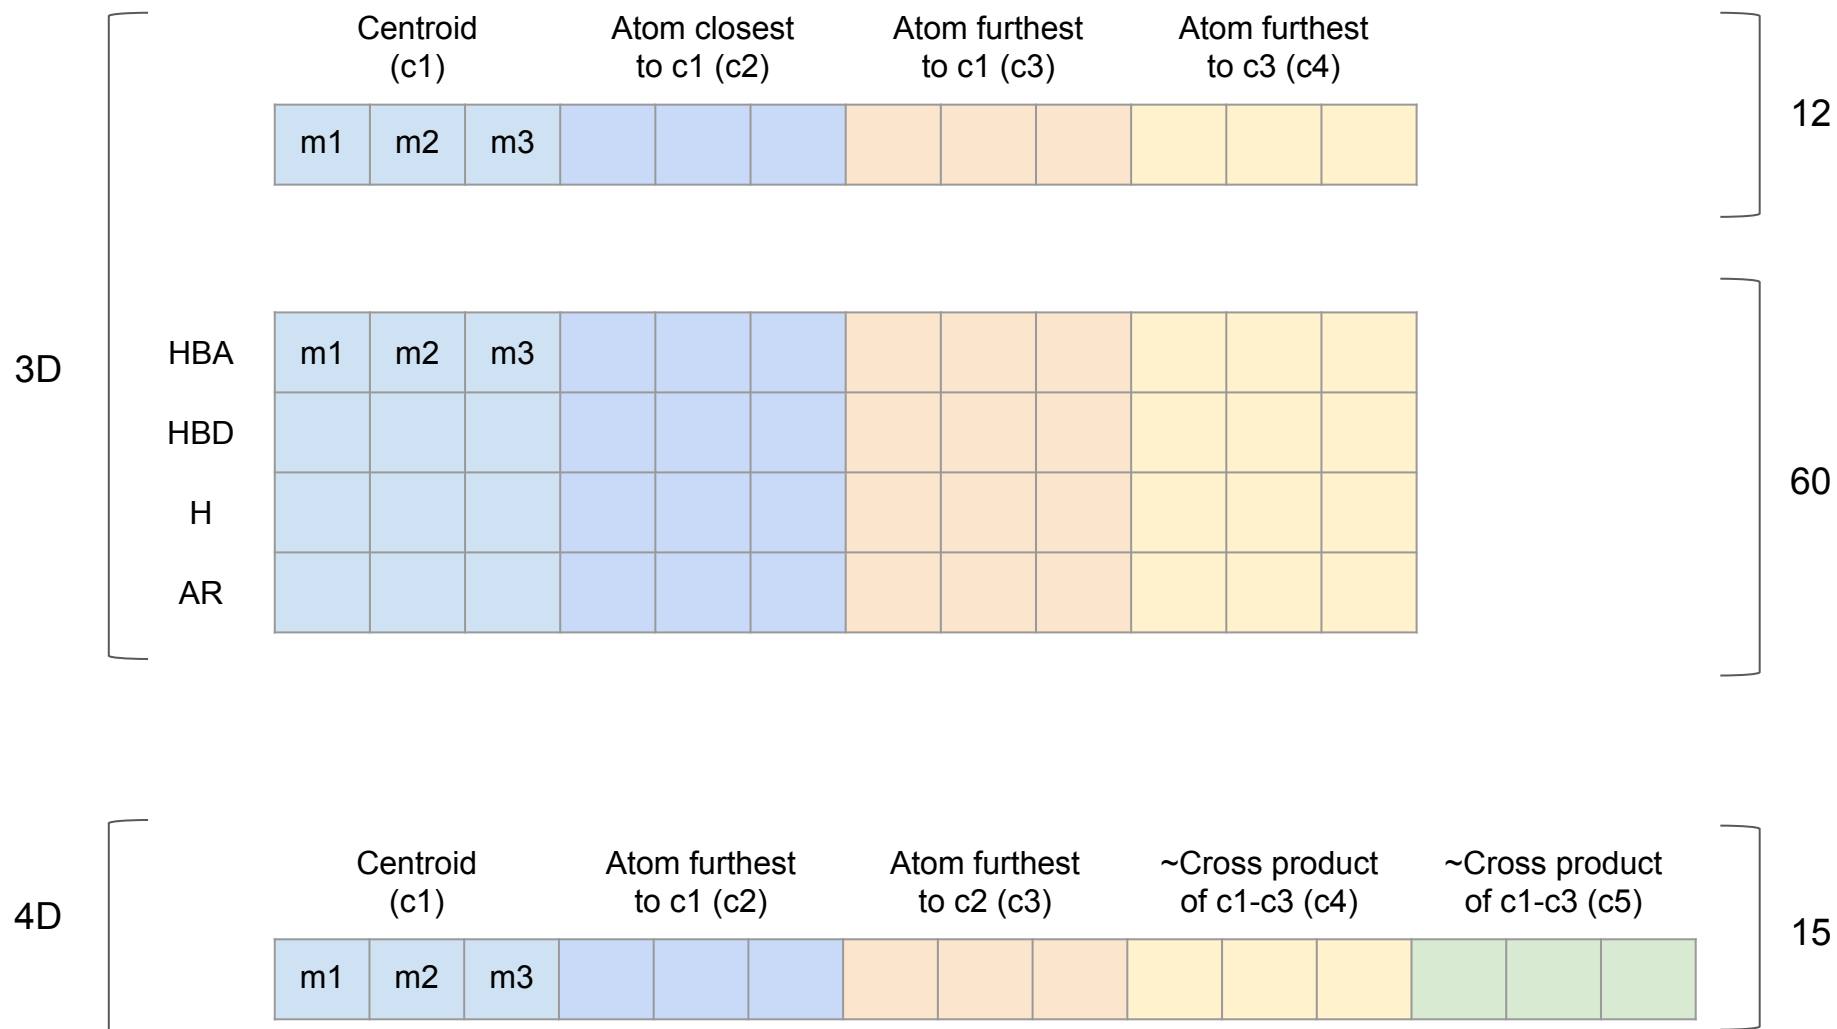 Centroid
(c1)
Atom closest
to c1 (c2)
Atom furthest
to c1 (c3)
Atom furthest
to c3 (c4)
m1 m2 m3
12
3D
HBA m1 m2 m3
HBD
H
AR
60
4D
Centroid
(c1)
Atom furthest
to c1 (c2)
Atom furthest
to c2 (c3)
~Cross product
of c1-c3 (c4)
~Cross product
of c1-c3 (c5)
m1 m2 m3
15